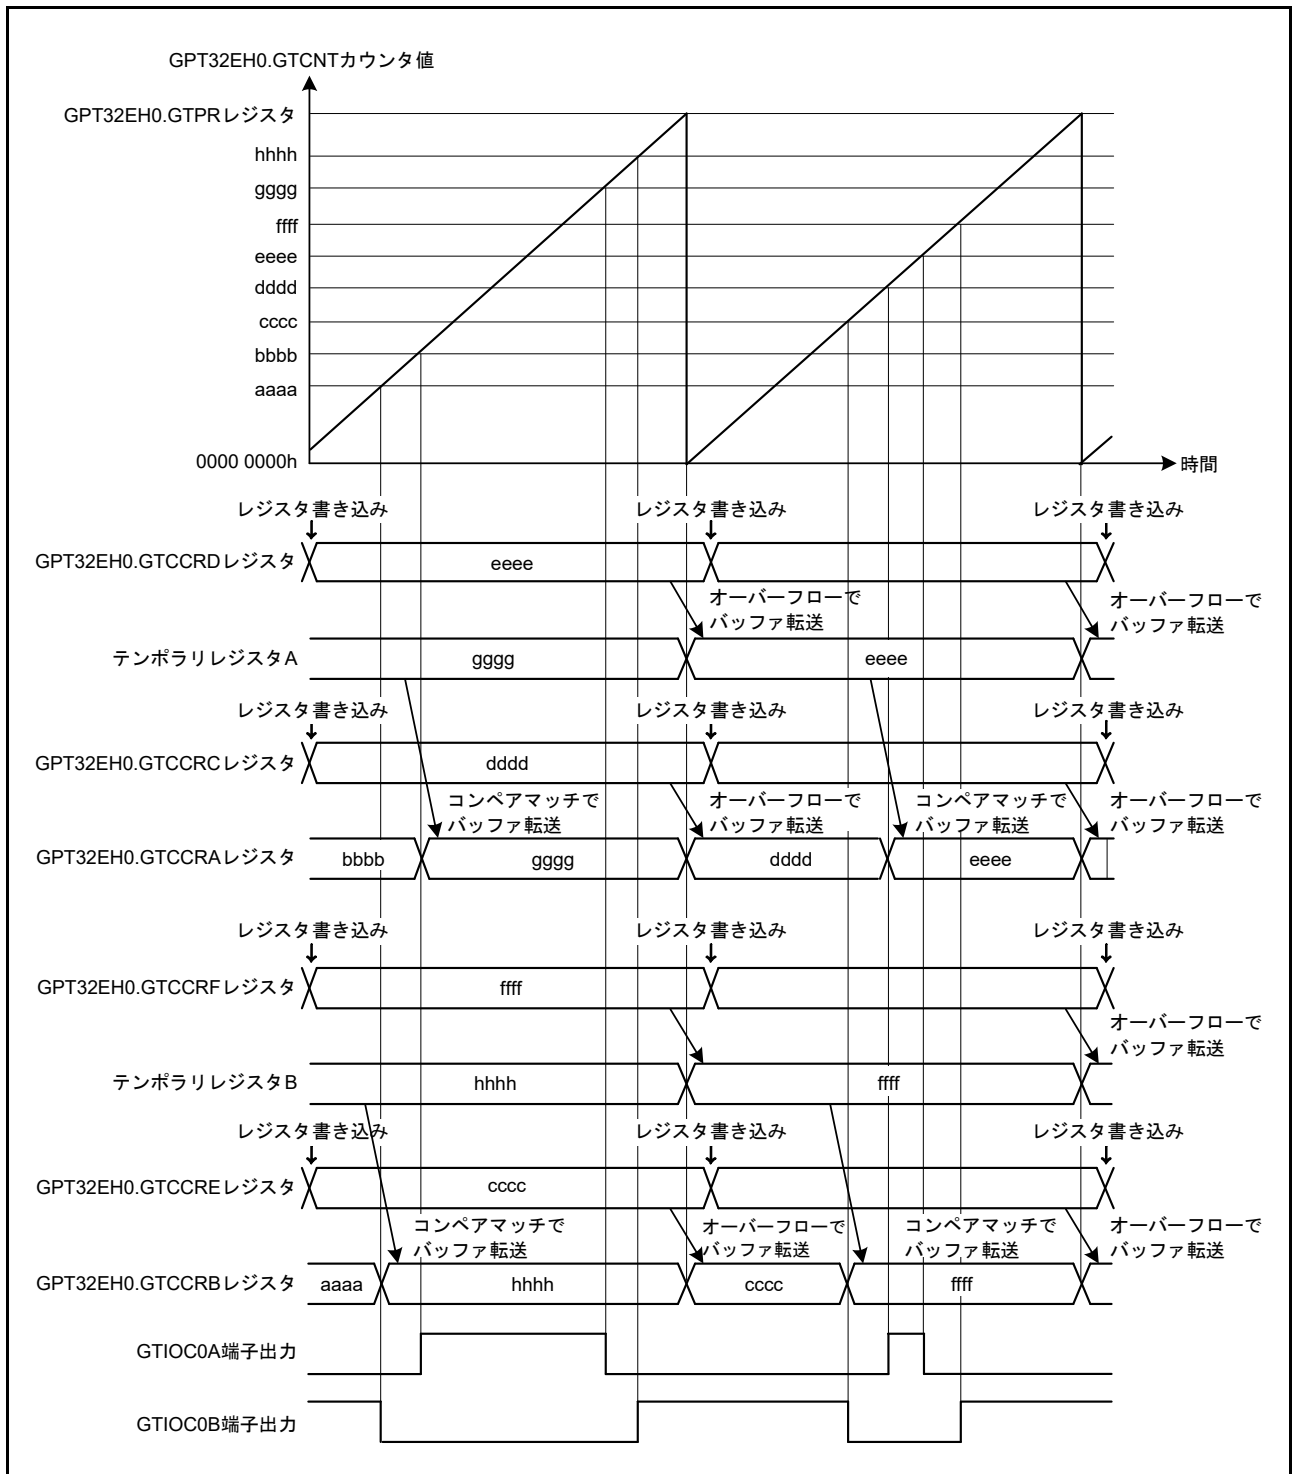 GPT32EH0.GTCNTカウンタ値
GPT32EH0.GTPRレジスタ
hhhh
gggg
ffff
eeee
dddd
cccc
bbbb
aaaa
0000 0000h
時間
レジスタ書き込み レジスタ書き込み レジスタ書き込み
GPT32EH0.GTCCRDレジスタ eeee
オーバーフローで オーバーフローで
バッファ転送 バッファ転送
テンポラリレジスタA gggg eeee
レジスタ書き込み レジスタ書き込み レジスタ書き込み
GPT32EH0.GTCCRCレジスタ dddd
コンペアマッチで オーバーフローで コンペアマッチで オーバーフローで
バッファ転送 バッファ転送 バッファ転送 バッファ転送
GPT32EH0.GTCCRAレジスタ bbbb gggg dddd eeee
レジスタ書き込み レジスタ書き込み レジスタ書き込み
GPT32EH0.GTCCRFレジスタ ffff
オーバーフローで
バッファ転送
テンポラリレジスタB hhhh ffff
レジスタ書き込み レジスタ書き込み レジスタ書き込み
GPT32EH0.GTCCREレジスタ cccc
コンペアマッチで オーバーフローで コンペアマッチで オーバーフローで
バッファ転送 バッファ転送 バッファ転送 バッファ転送
GPT32EH0.GTCCRBレジスタ aaaa hhhh cccc ffff
GTIOC0A端子出力
GTIOC0B端子出力